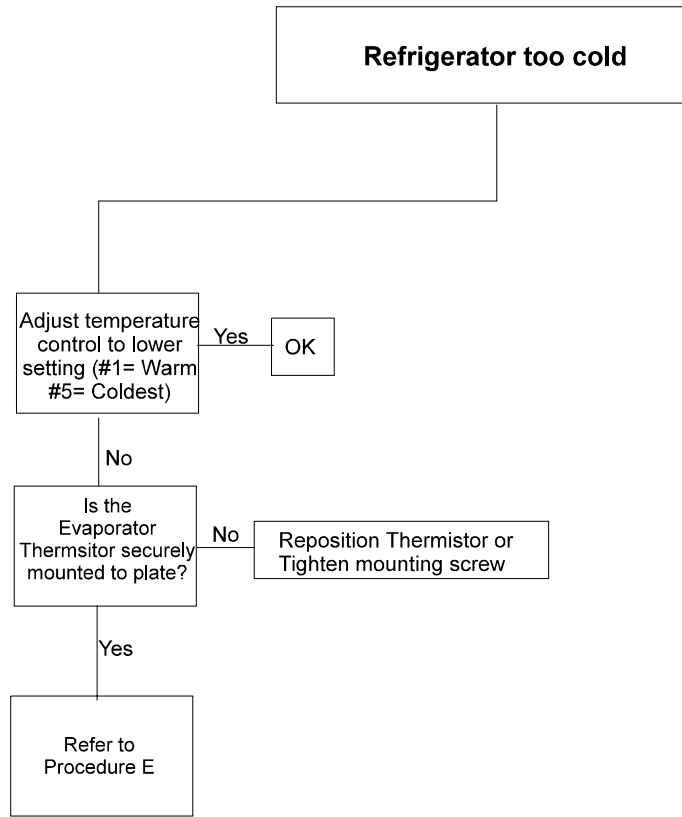 Refrigerator too cold
Adjust temperature
control to lower
setting (#1= Warm
#5= Coldest)
Yes
OK
No
Is the
Evaporator
Thermsitor securely
mounted to plate?
No
Reposition Thermistor or
Tighten mounting screw
Yes
Refer to
Procedure E